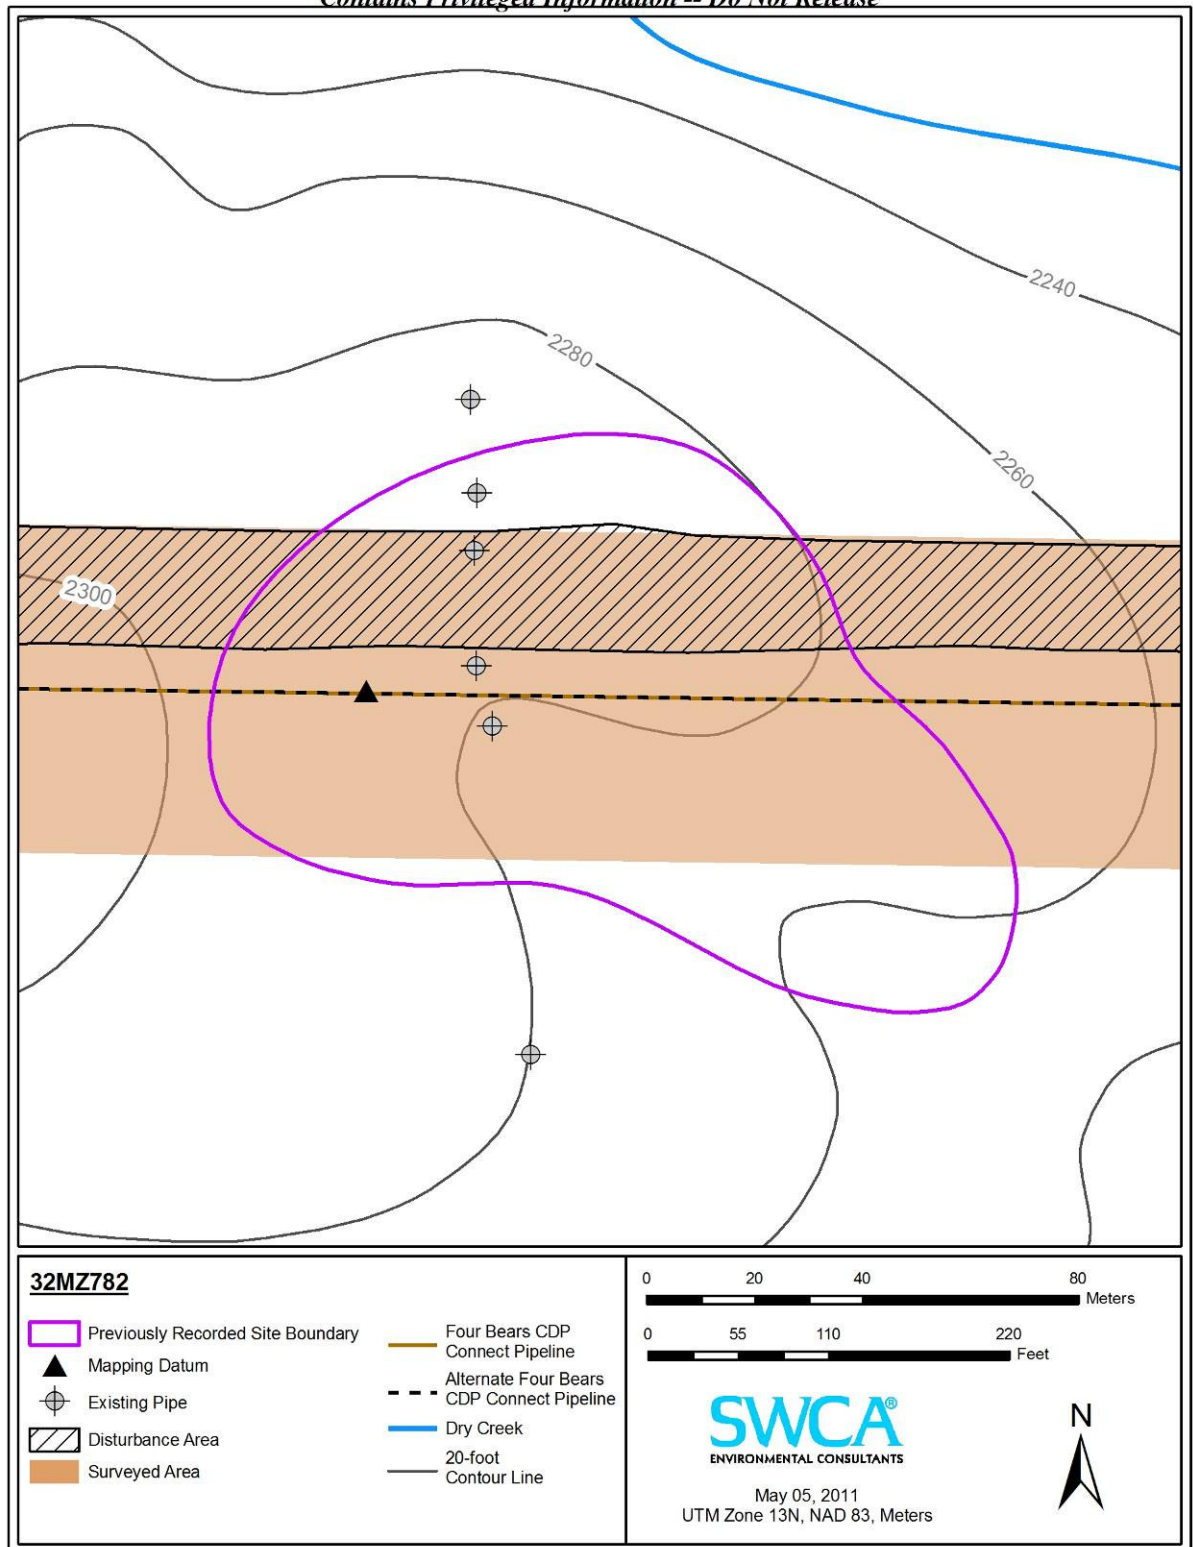 Contains Privileged Information -- Do Not Release
2240
2280
2260
2300
32MZ782
Previously Recorded Site Boundary
Mapping Datum
Existing Pipe
Disturbance Area
Surveyed Area
Four Bears CDP
Connect Pipeline
Alternate Four Bears
CDP Connect Pipeline
Dry Creek
20-foot
Contour Line
0 20 40 80
Meters
0 55 110 220
Feet
SWCA®
ENVIRONMENTAL CONSULTANTS
N
May 05, 2011
UTM Zone 13N, NAD 83, Meters